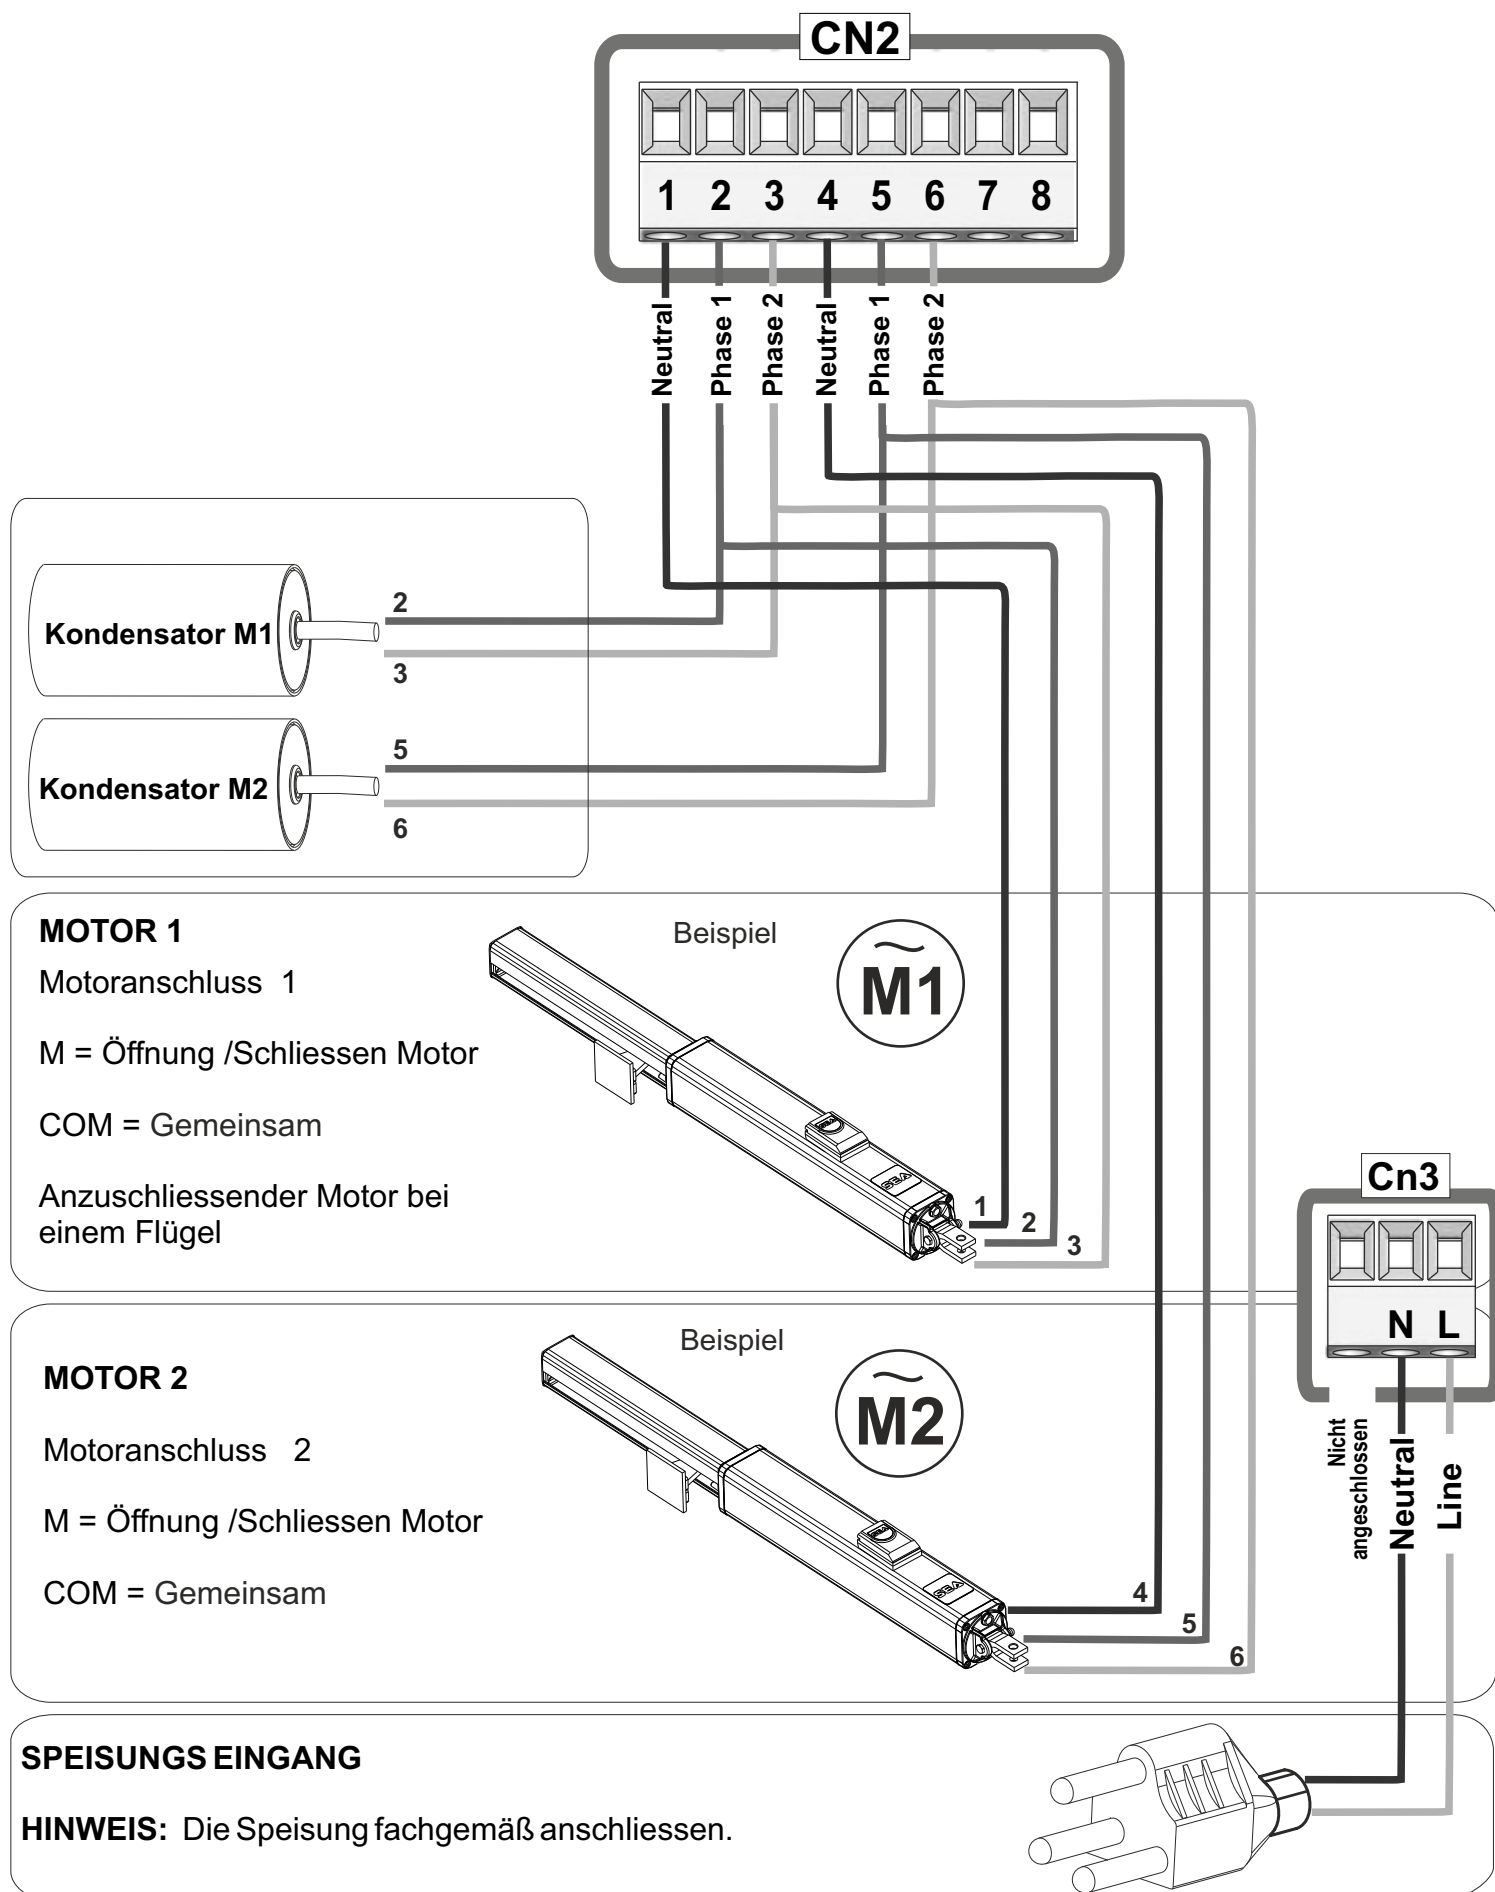 CN2
1 2 3 4 5 6 7 8
Neutral
Phase 1
Phase 2
Neutral
Phase 1
Phase 2
Kondensator M1
2
3
Kondensator M2
5
6
MOTOR 1
Motoranschluss 1
M = Öffnung /Schliessen Motor
COM = Gemeinsam
Anzuschliessender Motor bei
einem Flügel
Beispiel
M1
SEA
1
2
3
Cn3
N L
Nicht
angeschlossen
Neutral
Line
MOTOR 2
Motoranschluss 2
M = Öffnung /Schliessen Motor
COM = Gemeinsam
Beispiel
M2
SEA
4
5
6
SPEISUNGS EINGANG
HINWEIS: Die Speisung fachgemäß anschliessen.